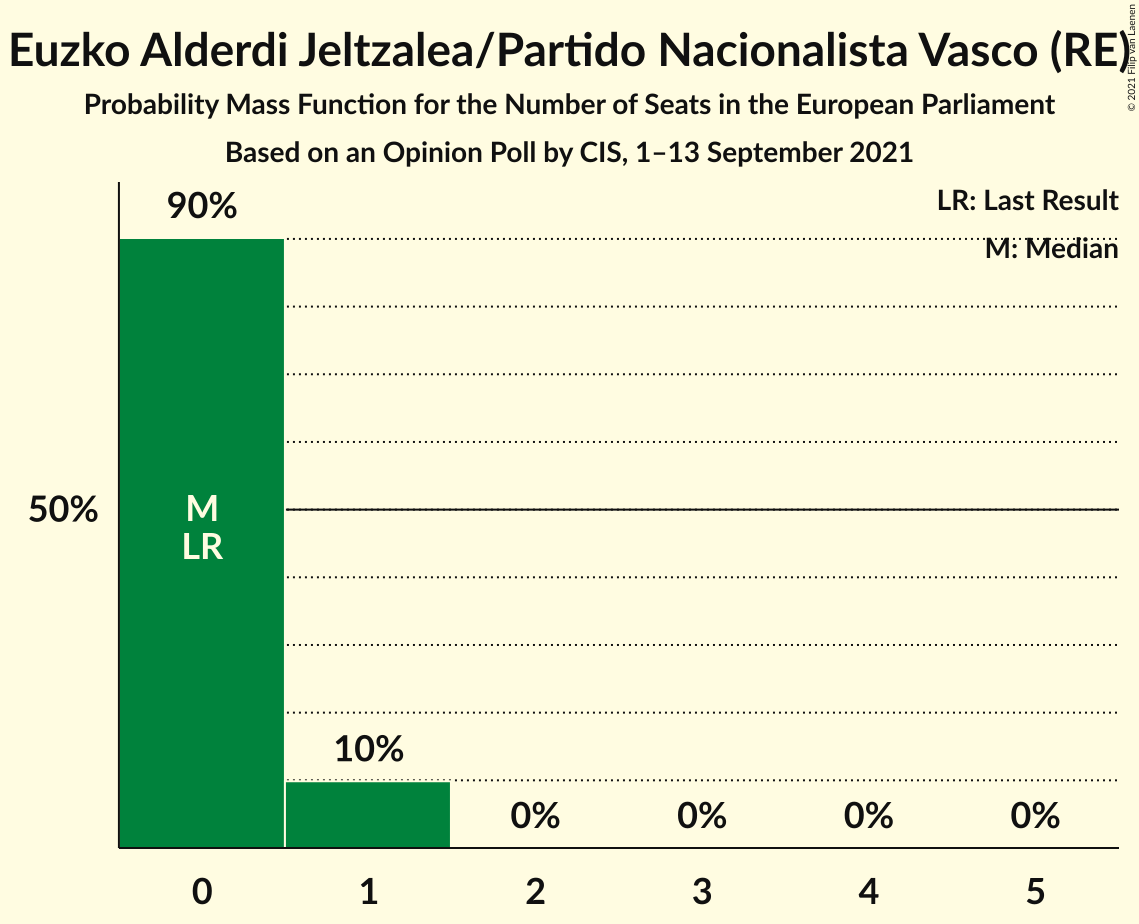 Euzko Alderdi Jeltzalea/Partido Nacionalista Vasco (RE)
© 2021 Filip van Laenen
Probability Mass Function for the Number of Seats in the European Parliament
Based on an Opinion Poll by CIS, 1–13 September 2021
LR: Last Result
M: Median
90%
50%
M
LR
10%
0%
0%
0%
0%
0
1
2
3
4
5